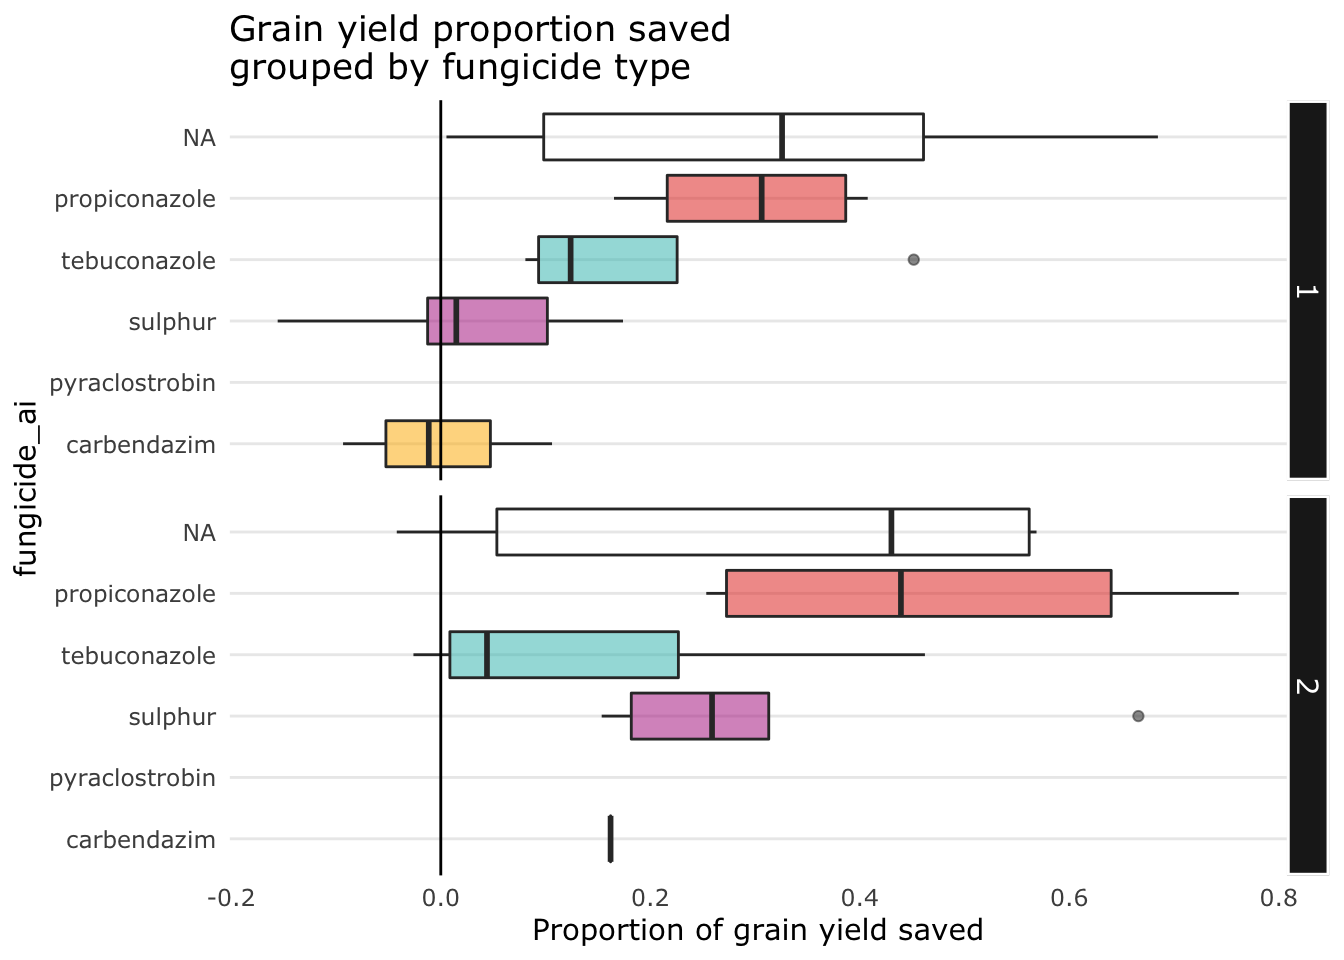 Grain yield proportion saved
grouped by fungicide type
NA
propiconazole
tebuconazole
sulphur
pyraclostrobin
carbendazim
1
fungicide_ai
NA
propiconazole
tebuconazole
sulphur
pyraclostrobin
carbendazim
2
-0.2 0.0 0.2 0.4 0.6 0.8
Proportion of grain yield saved